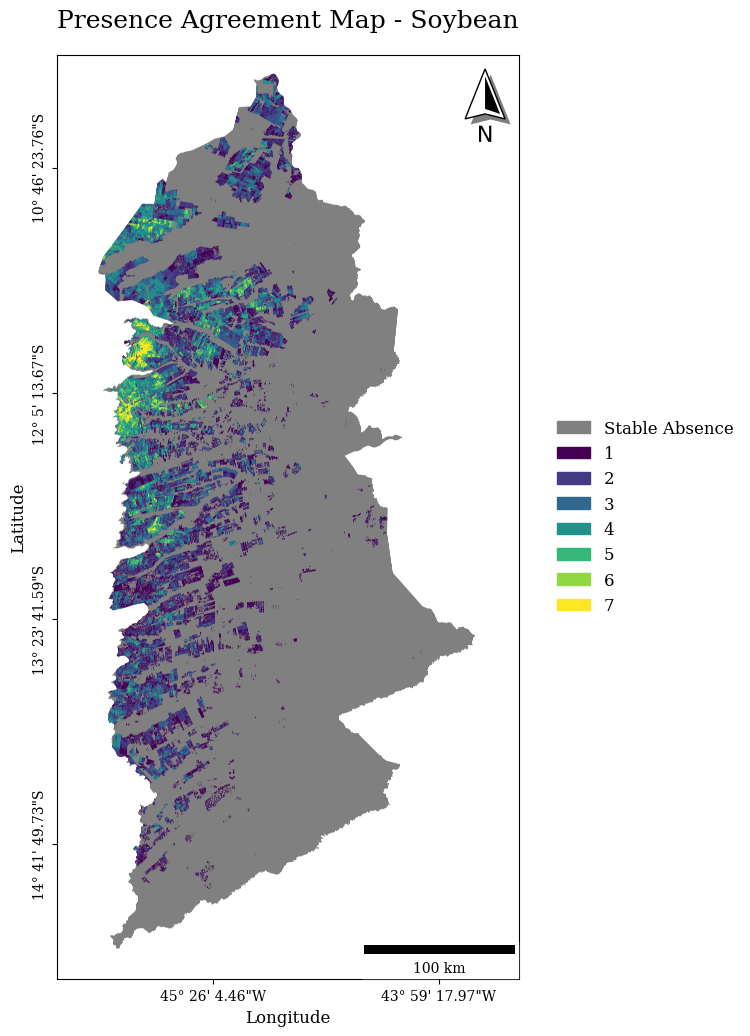 Presence Agreement Map - Soybean
N
10° 46' 23.76"S
12° 5' 13.67"S
13° 23' 41.59"S
14° 41' 49.73"S
Latitude
Stable Absence
1
2
3
4
5
6
7
100 km
45° 26' 4.46"W
43° 59' 17.97"W
Longitude